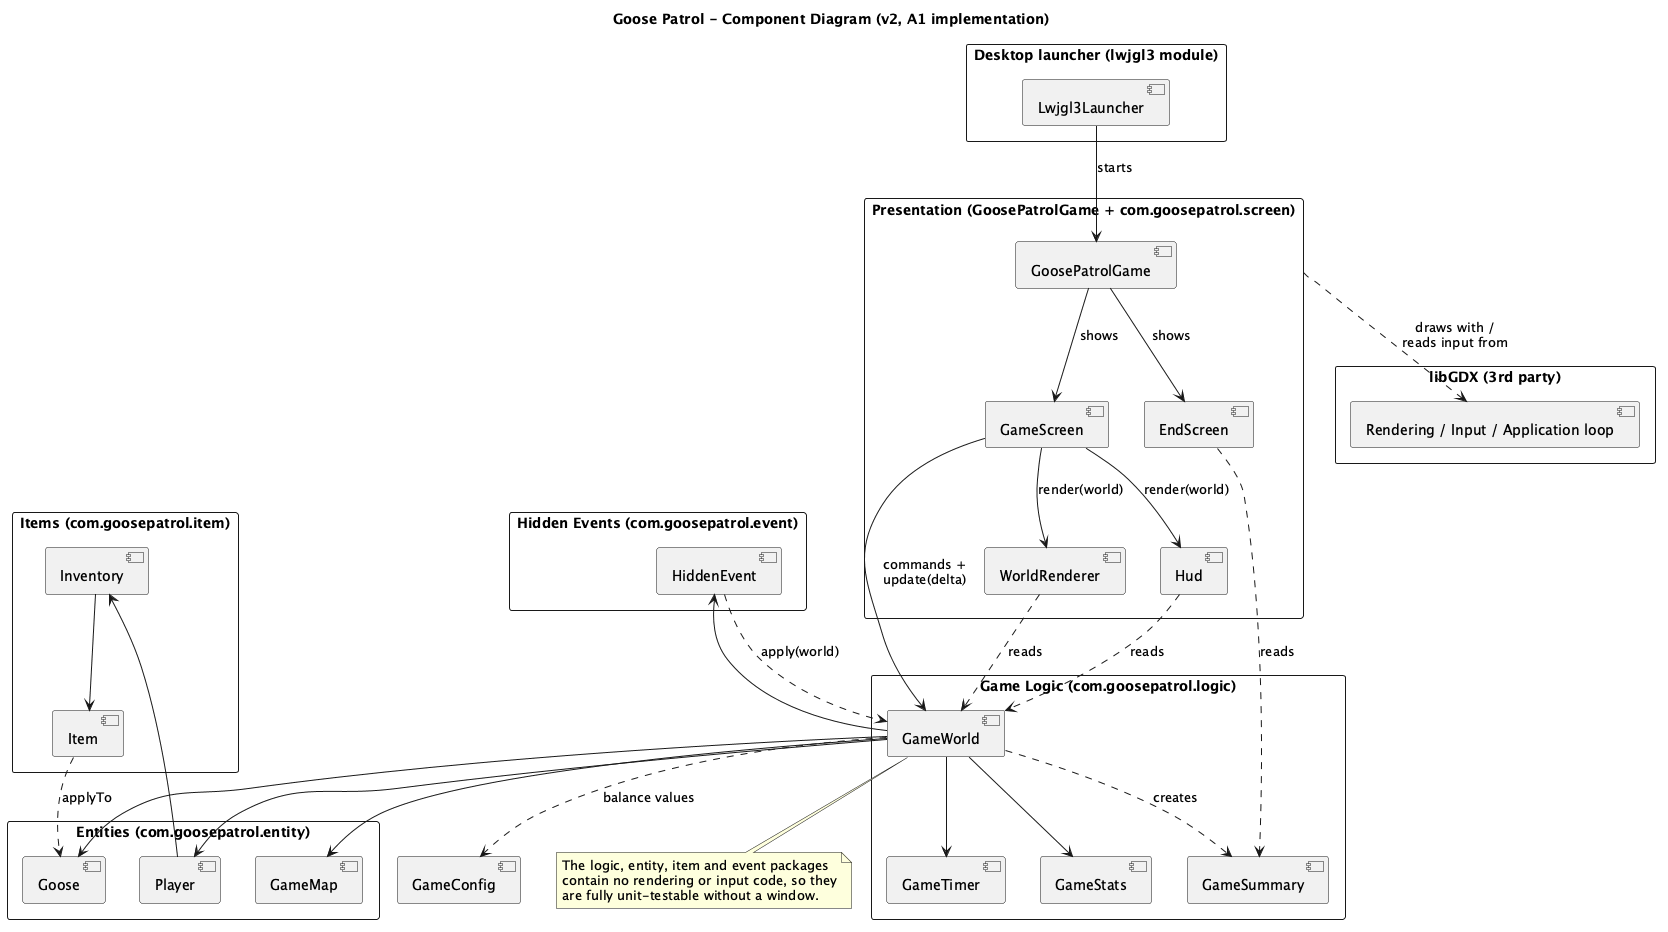 Goose Patrol – Component Diagram (v2, A1 implementation)
Desktop launcher (lwjgl3 module)
Lwjgl3Launcher
starts
Presentation (GoosePatrolGame + com.goosepatrol.screen)
GoosePatrolGame
shows
shows
draws with /
reads input from
libGDX (3rd party)
Rendering / Input / Application loop
GameScreen
EndScreen
render(world)
render(world)
Items (com.goosepatrol.item)
Hidden Events (com.goosepatrol.event)
Inventory
HiddenEvent
commands +
update(delta)
WorldRenderer
Hud
apply(world)
reads
reads
reads
Game Logic (com.goosepatrol.logic)
Item
GameWorld
applyTo
balance values
creates
Entities (com.goosepatrol.entity)
Goose
Player
GameMap
GameConfig
The logic, entity, item and event packages
contain no rendering or input code, so they
are fully unit-testable without a window.
GameTimer
GameStats
GameSummary